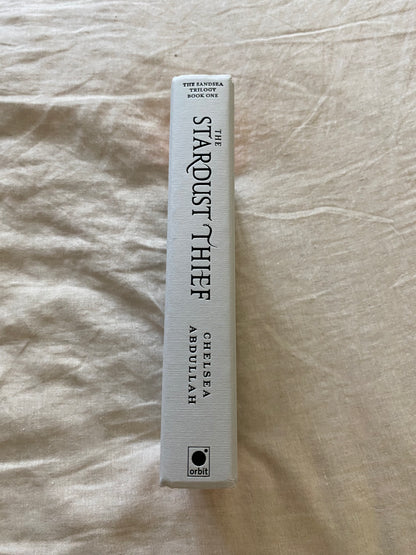 THE SANDSEA
TRILOGY
BOOK ONE
THE
STARDUST THIEF
CHELSEA
ABDULLAH
orbit